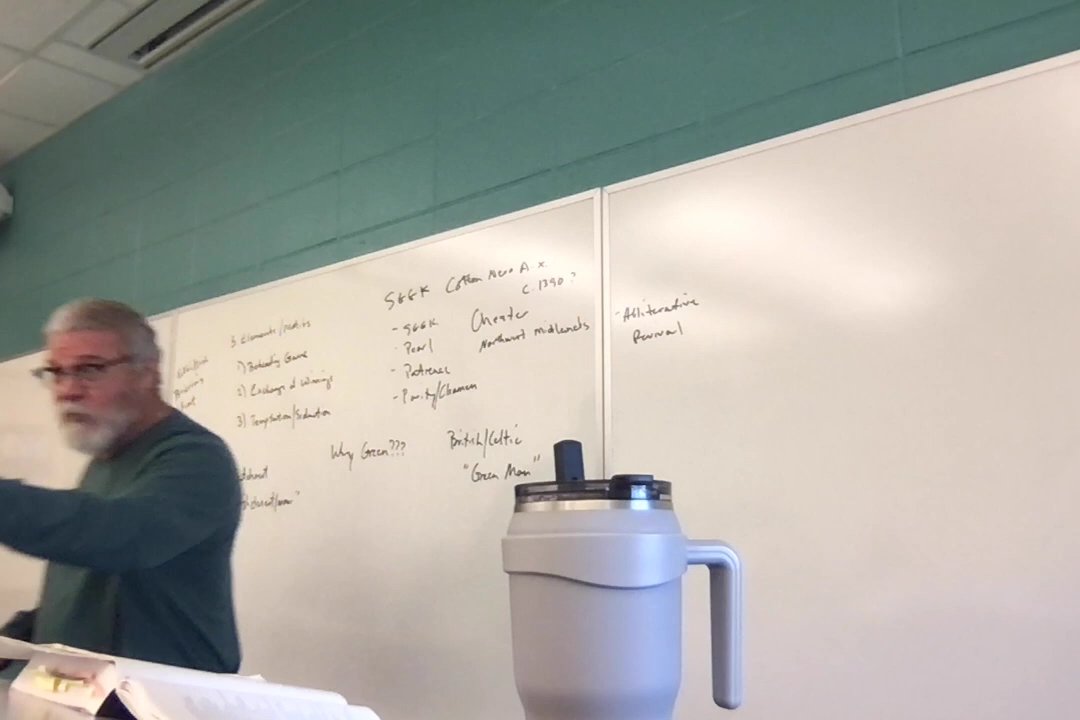 SGGK Cotton Nero A. x.
c. 1390?
- SGGK Chester
- Pearl Northwest Midlands
- Patience
- Purity/Cleanness
- Alliterative
Revival
3 Elements/Motifs
1) Beheading Game
2) Exchange of Winnings
3) Temptation/Seduction
Why Green???
British/Celtic
"Green Man"